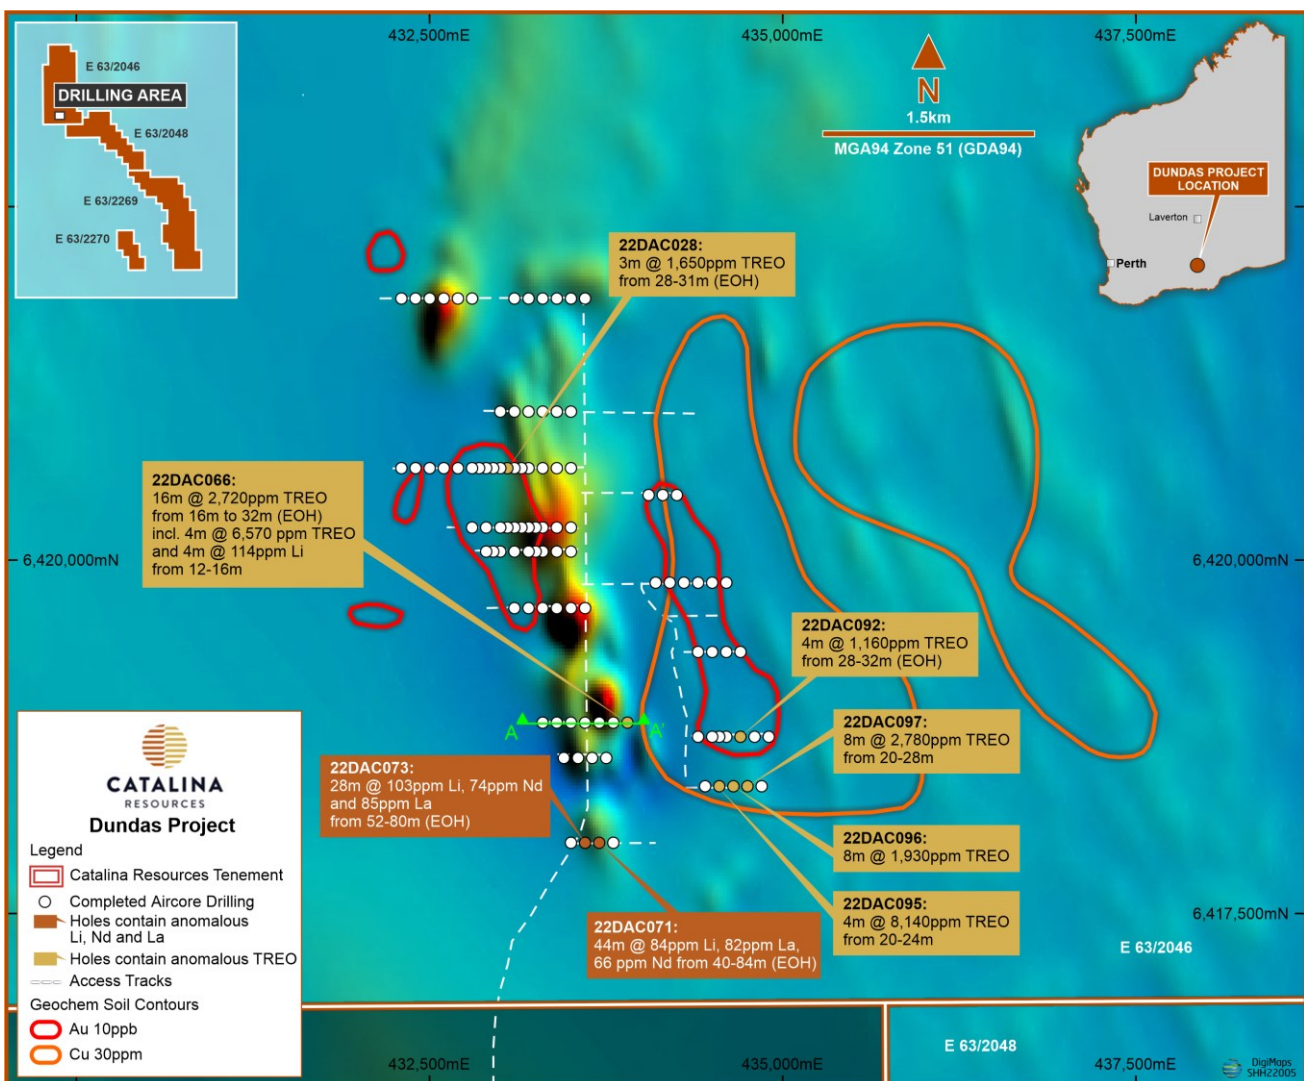 432,500mE
435,000mE
437,500mE
E 63/2046
DRILLING AREA
E 63/2048
E 63/2269
E 63/2270
N
1.5km
MGA94 Zone 51 (GDA94)
DUNDAS PROJECT
LOCATION
Laverton
Perth
22DAC028:
3m @ 1,650ppm TREO
from 28-31m (EOH)
22DAC066:
16m @ 2,720ppm TREO
from 16m to 32m (EOH)
incl. 4m @ 6,570 ppm TREO
and 4m @ 114ppm Li
from 12-16m
6,420,000mN
6,420,000mN
22DAC092:
4m @ 1,160ppm TREO
from 28-32m (EOH)
A
A'
22DAC097:
8m @ 2,780ppm TREO
from 20-28m
22DAC073:
28m @ 103ppm Li, 74ppm Nd
and 85ppm La
from 52-80m (EOH)
22DAC096:
8m @ 1,930ppm TREO
22DAC095:
4m @ 8,140ppm TREO
from 20-24m
22DAC071:
44m @ 84ppm Li, 82ppm La,
66 ppm Nd from 40-84m (EOH)
6,417,500mN
E 63/2046
CATALINA
RESOURCES
Dundas Project
Legend
Catalina Resources Tenement
Completed Aircore Drilling
Holes contain anomalous
Li, Nd and La
Holes contain anomalous TREO
Access Tracks
Geochem Soil Contours
Au 10ppb
Cu 30ppm
E 63/2048
432,500mE
435,000mE
437,500mE
DigiMaps
SHH22005